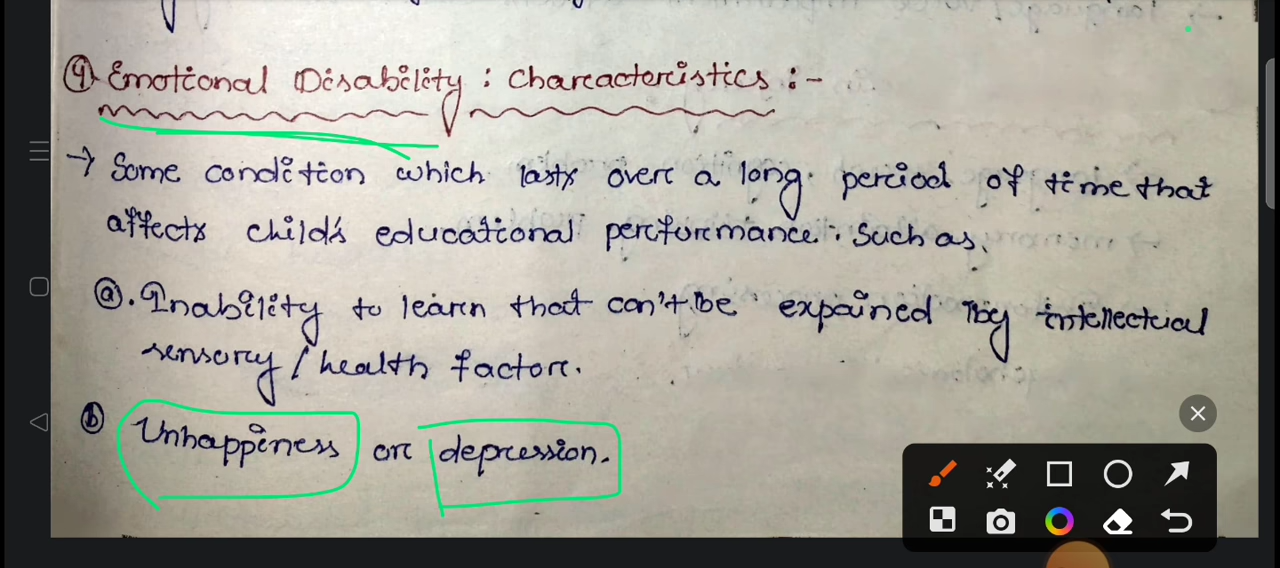 9. Emotional Disability : Characteristics :-
→ Some condition which lasts over a long period of time that
affects child's educational performance. Such as,
a. Inability to learn that can't be expained by intellectual
sensory / health factor.
b Unhappiness or depression.